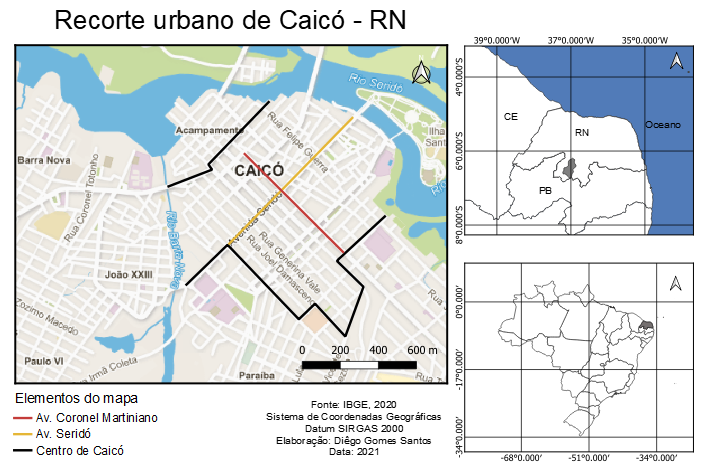 Recorte urbano de Caicó - RN
Rio Seridó
Acampamento
Rua Felipe Guerra
Ilha
Sant
Barra Nova
Rua Coronel Totonho
CAICÓ
Avenida Seridó
Rio Barra Nova
Rua Generina Vale
Rua Joel Damasceno
João XXIII
Zozimo Macedo
Paulo VI
Rua Irmã Coleta
Paraíba
0 200 400 600 m
39°0.000'W 37°0.000'W 35°0.000'W
4°0.000'S
6°0.000'S
8°0.000'S
CE
RN
PB
Oceano
0°0.000'
-17°0.000'
-34°0.000'
-68°0.000' -51°0.000' -34°0.000'
Elementos do mapa
Av. Coronel Martiniano
Av. Seridó
Centro de Caicó
Fonte: IBGE, 2020
Sistema de Coordenadas Geográficas
Datum SIRGAS 2000
Elaboração: Diêgo Gomes Santos
Data: 2021